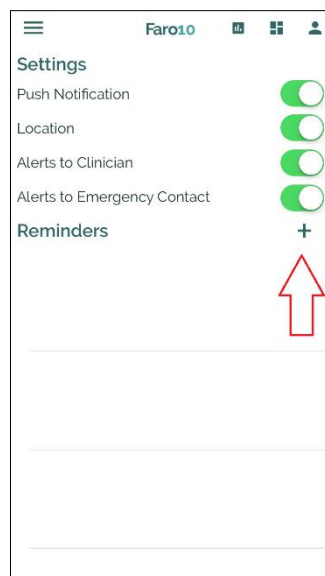 Faro10
Settings
Push Notification
Location
Alerts to Clinician
Alerts to Emergency Contact
Reminders +